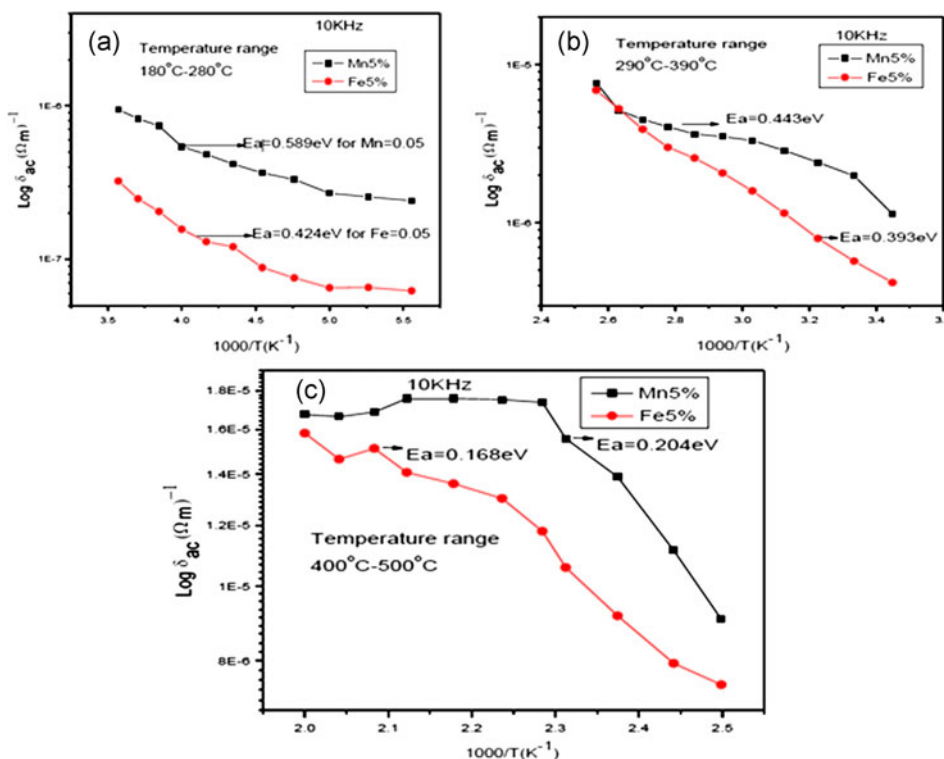 (a)
10KHz
Temperature range
180°C-280°C
Mn5%
Fe5%
1E-6
1E-7
Log δac(Ωm)⁻¹
Ea=0.589eV for Mn=0.05
Ea=0.424eV for Fe=0.05
3.5 4.0 4.5 5.0 5.5
1000/T(K⁻¹)
(b)
10KHz
Temperature range
290°C-390°C
Mn5%
Fe5%
1E-5
1E-6
Log δac(Ωm)⁻¹
Ea=0.443eV
Ea=0.393eV
2.4 2.6 2.8 3.0 3.2 3.4
1000/T(K⁻¹)
(c)
10KHz
Mn5%
Fe5%
1.8E-5
1.6E-5
1.4E-5
1.2E-5
1E-5
8E-6
Log δac(Ωm)⁻¹
Ea=0.204eV
Ea=0.168eV
Temperature range
400°C-500°C
2.0 2.1 2.2 2.3 2.4 2.5
1000/T(K⁻¹)